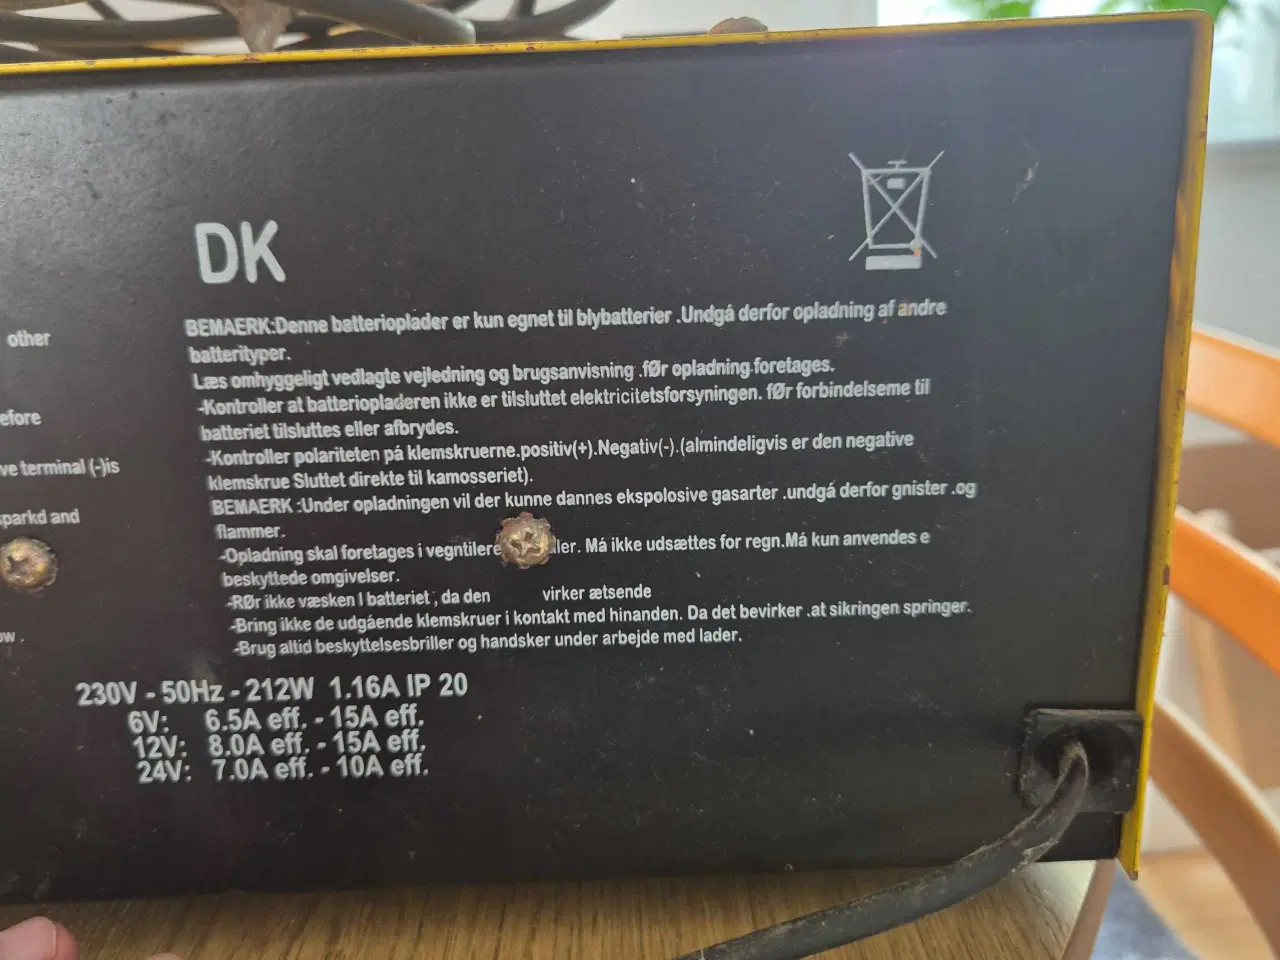 DK
BEMAERK:Denne batterioplader er kun egnet til blybatterier .Undgá derfor opladning af andre
batterityper.
Læs omhyggeligt vedlagte vejledning og brugsanvisning .før opladning.foretages.
-Kontroller at batteriopladeren ikke er tilsluttet elektricitetsforsyningen. før forbindelseme til
batteriet tilsluttes eller afbrydes.
-Kontroller polariteten på klemskruerne.positiv(+).Negativ(-).(almindeligvis er den negative
klemskrue Sluttet direkte til kamosseriet).
BEMAERK :Under opladningen vil der kunne dannes ekspolosive gasarter .undgá derfor gnister .og
flammer.
-Opladning skal foretages i vegntilere ler. Má ikke udsættes for regn.Má kun anvendes e
beskyttede omgivelser.
-RØr ikke væsken I batteriet , da den virker ætsende
-Bring ikke de udgående klemskruer i kontakt med hinanden. Da det bevirker .at sikringen springer.
-Brug altid beskyttelsesbriller og handsker under arbejde med lader.
other
efore
ve terminal (-)is
sparkd and
ow .
230V - 50Hz - 212W 1.16A IP 20
6V: 6.5A eff. - 15A eff.
12V: 8.0A eff. - 15A eff.
24V: 7.0A eff. - 10A eff.